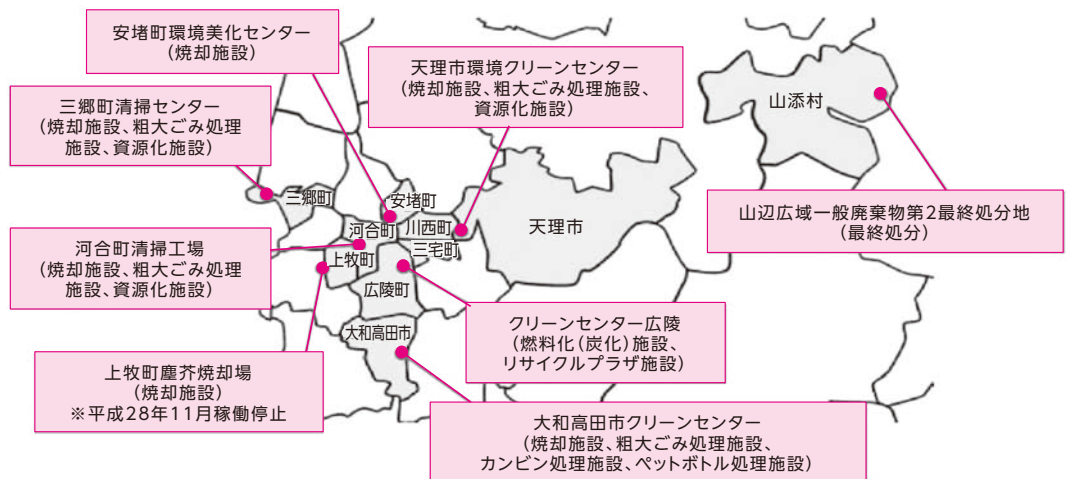 安堵町環境美化センター
(焼却施設)
天理市環境クリーンセンター
(焼却施設、粗大ごみ処理施設、
資源化施設)
三郷町清掃センター
(焼却施設、粗大ごみ処理
施設、資源化施設)
山添村
三郷町
安堵町
河合町
川西町
三宅町
上牧町
天理市
広陵町
大和高田市
山辺広域一般廃棄物第2最終処分地
(最終処分)
河合町清掃工場
(焼却施設、粗大ごみ処理
施設、資源化施設)
クリーンセンター広陵
(燃料化(炭化)施設、
リサイクルプラザ施設)
上牧町塵芥焼却場
(焼却施設)
※平成28年11月稼働停止
大和高田市クリーンセンター
(焼却施設、粗大ごみ処理施設、
カンビン処理施設、ペットボトル処理施設)